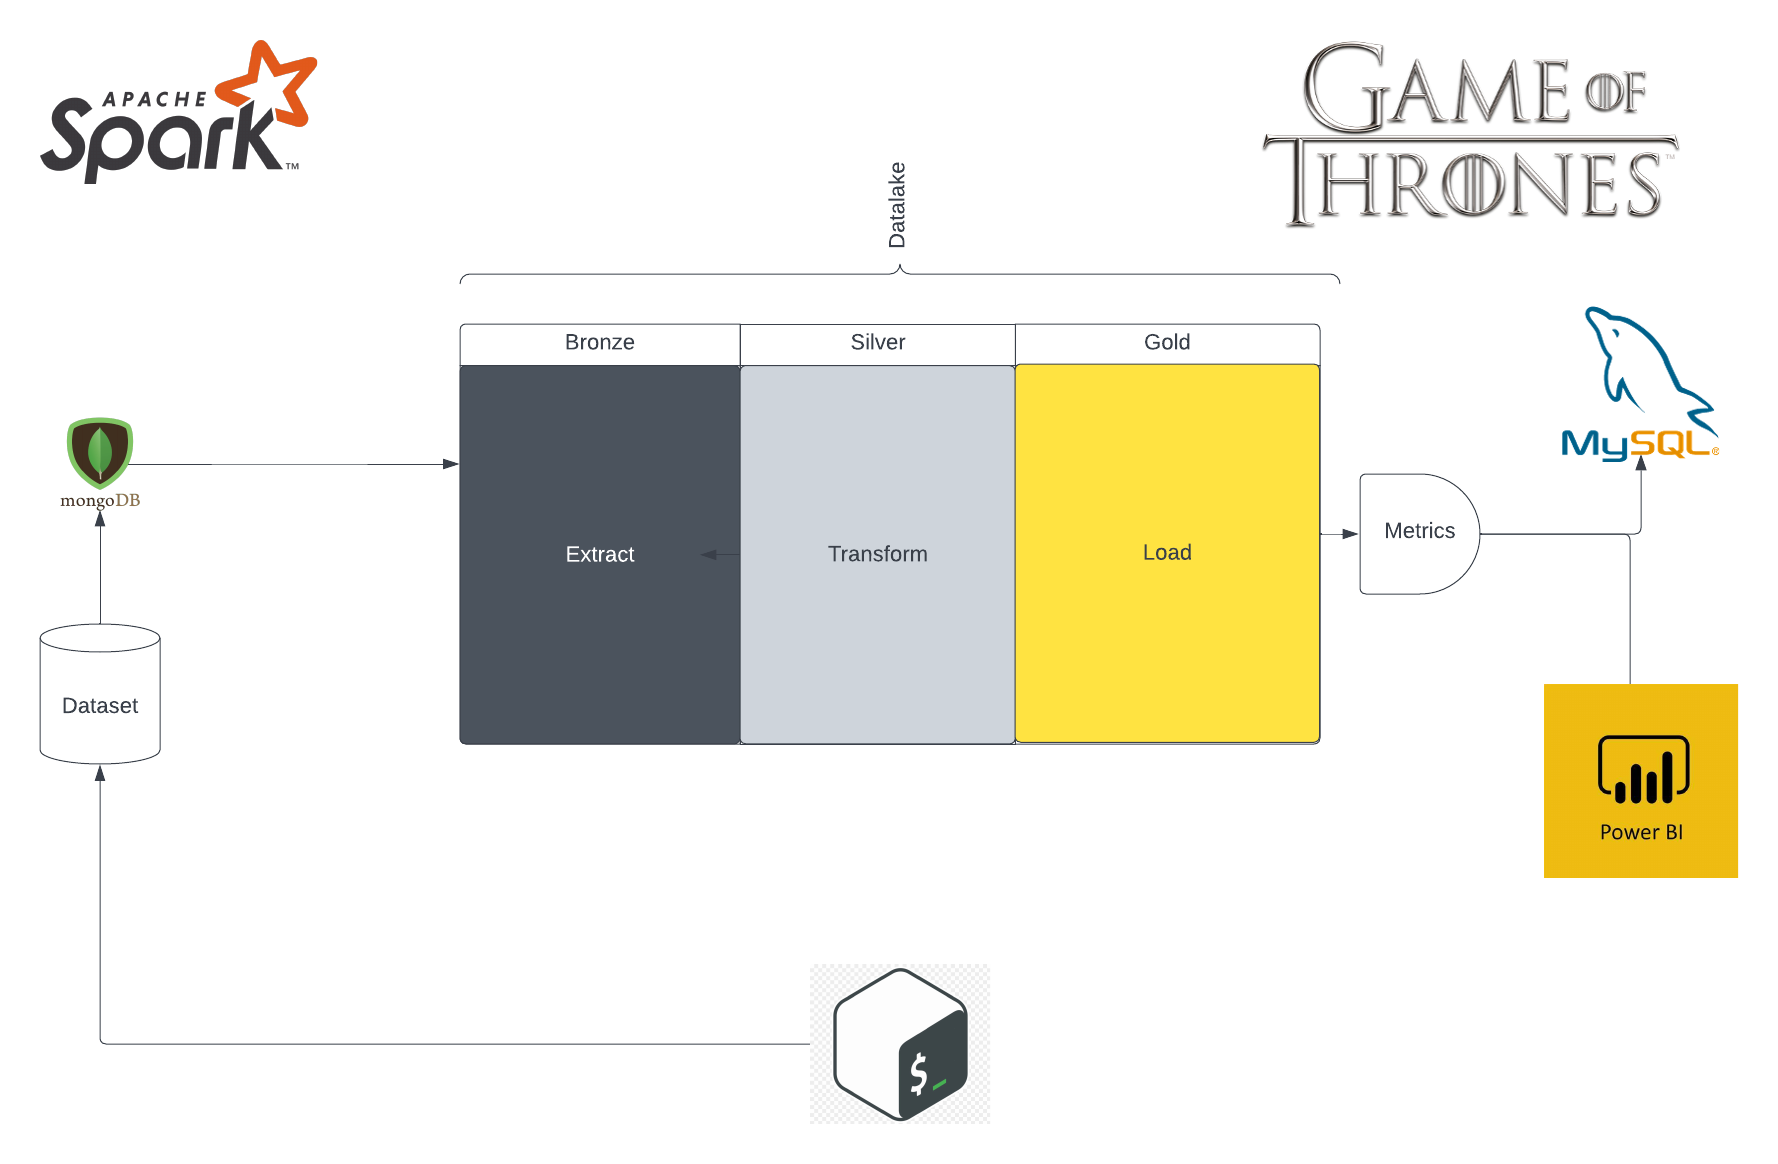 APACHE
Spark™
GAME OF
THRONES™
Datalake
Bronze
Silver
Gold
MySQL®
mongoDB
Extract
Transform
Load
Metrics
Dataset
Power BI
$_